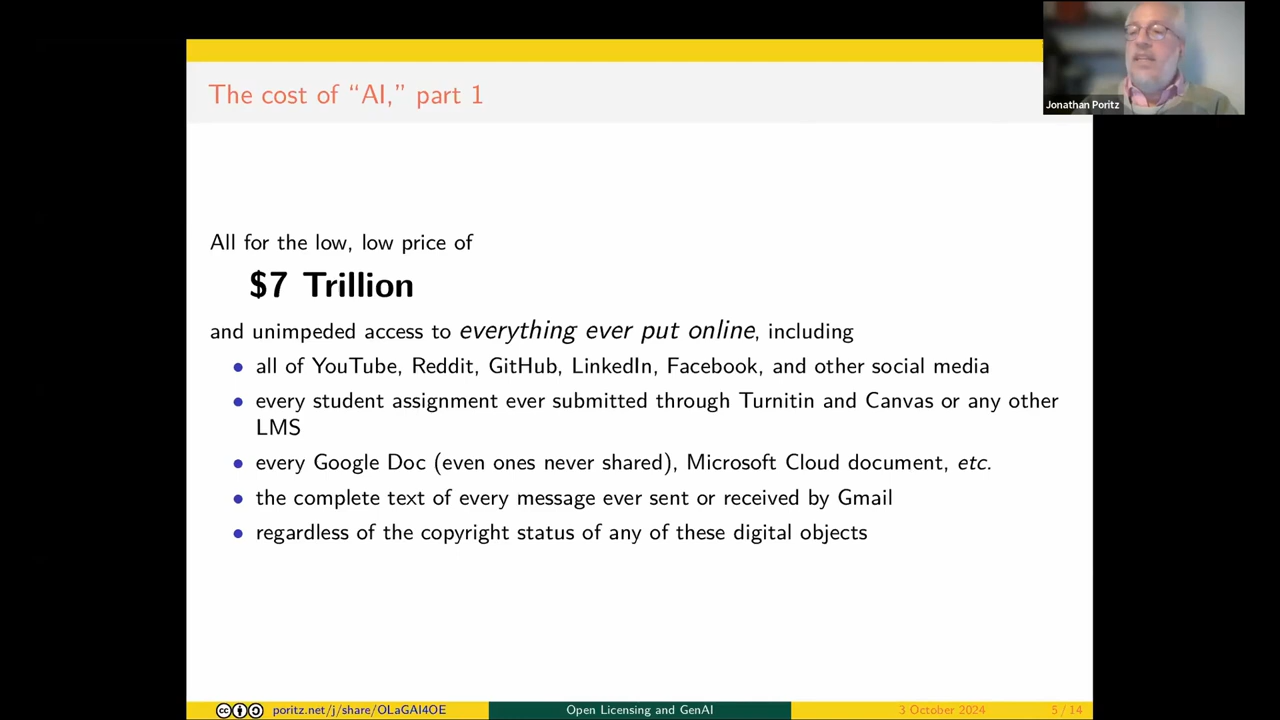 Jonathan Poritz
The cost of “AI,” part 1
All for the low, low price of
$7 Trillion
and unimpeded access to everything ever put online, including
• all of YouTube, Reddit, GitHub, LinkedIn, Facebook, and other social media
• every student assignment ever submitted through Turnitin and Canvas or any other
LMS
• every Google Doc (even ones never shared), Microsoft Cloud document, etc.
• the complete text of every message ever sent or received by Gmail
• regardless of the copyright status of any of these digital objects
poritz.net/j/share/OLaGAI4OE Open Licensing and GenAI 3 October 2024 5 / 14